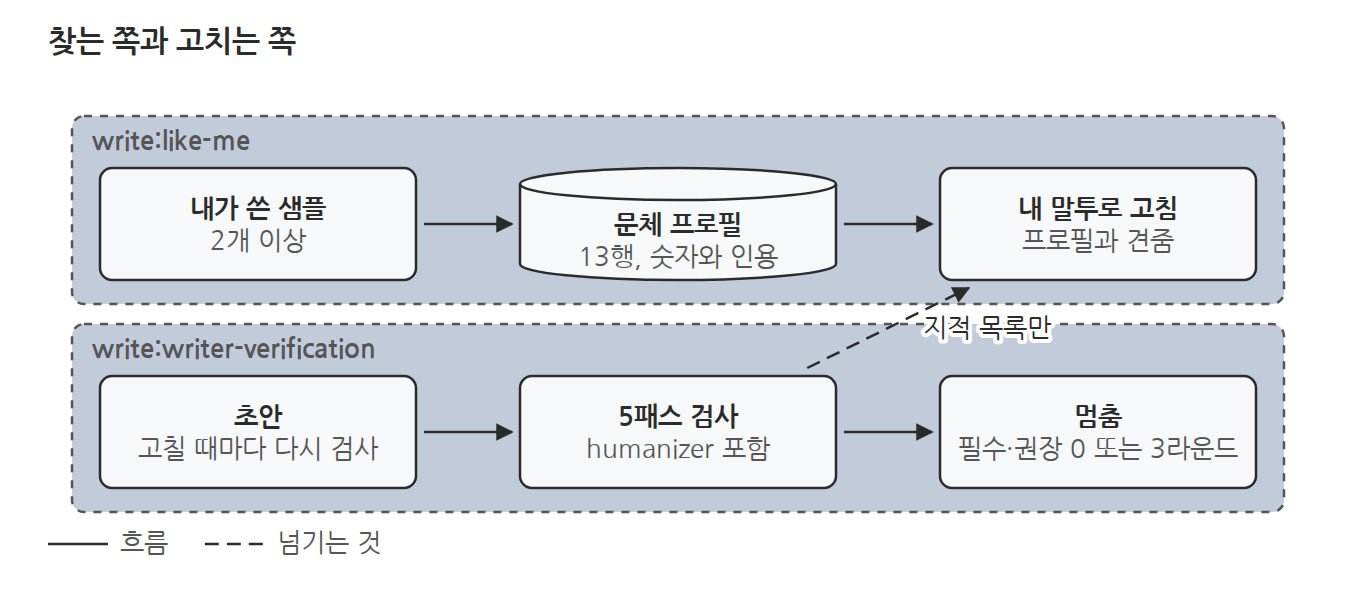 찾는 쪽과 고치는 쪽
write:like-me
내가 쓴 샘플
2개 이상
문체 프로필
13행, 숫자와 인용
내 말투로 고침
프로필과 견줌
지적 목록만
write:writer-verification
초안
고칠 때마다 다시 검사
5패스 검사
humanizer 포함
멈춤
필수·권장 0 또는 3라운드
흐름
넘기는 것